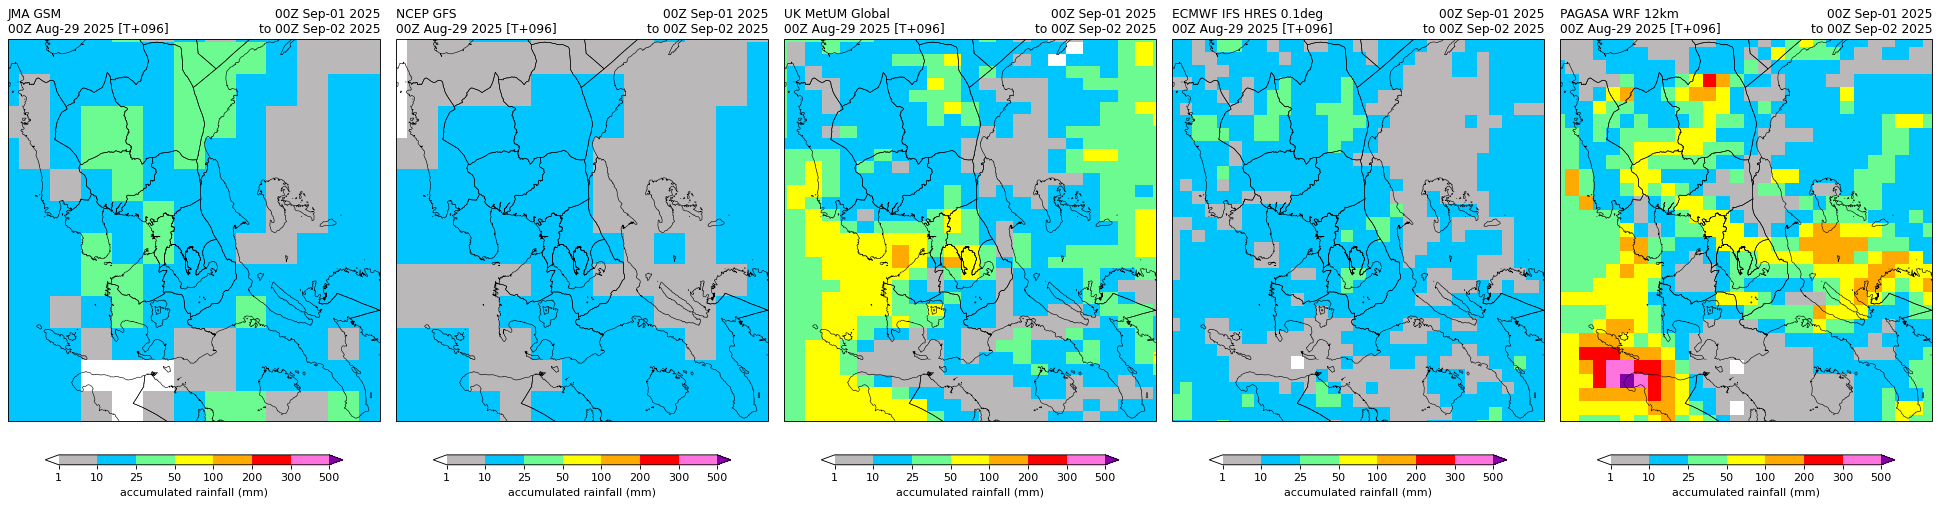 JMA GSM 00Z Sep-01 2025
00Z Aug-29 2025 [T+096] to 00Z Sep-02 2025
1 10 25 50 100 200 300 500
accumulated rainfall (mm)
NCEP GFS 00Z Sep-01 2025
00Z Aug-29 2025 [T+096] to 00Z Sep-02 2025
1 10 25 50 100 200 300 500
accumulated rainfall (mm)
UK MetUM Global 00Z Sep-01 2025
00Z Aug-29 2025 [T+096] to 00Z Sep-02 2025
1 10 25 50 100 200 300 500
accumulated rainfall (mm)
ECMWF IFS HRES 0.1deg 00Z Sep-01 2025
00Z Aug-29 2025 [T+096] to 00Z Sep-02 2025
1 10 25 50 100 200 300 500
accumulated rainfall (mm)
PAGASA WRF 12km 00Z Sep-01 2025
00Z Aug-29 2025 [T+096] to 00Z Sep-02 2025
1 10 25 50 100 200 300 500
accumulated rainfall (mm)